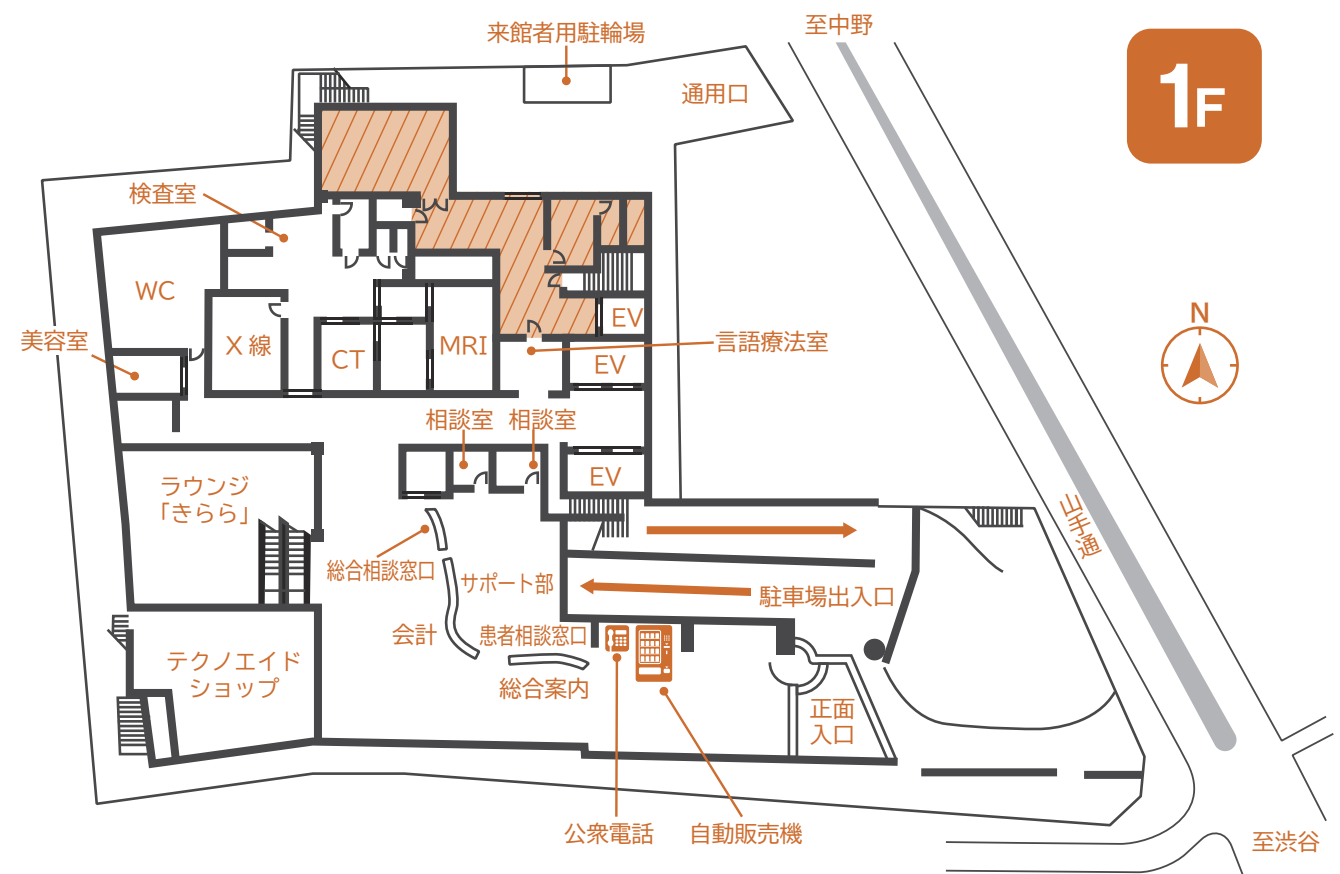 来館者用駐輪場
至中野
1F
通用口
検査室
WC
N
美容室
X線
CT
MRI
EV
言語療法室
EV
相談室
相談室
EV
ラウンジ
「きらら」
山手通
総合相談窓口
サポート部
駐車場出入口
会計
患者相談窓口
テクノエイド
ショップ
総合案内
正面
入口
公衆電話
自動販売機
至渋谷